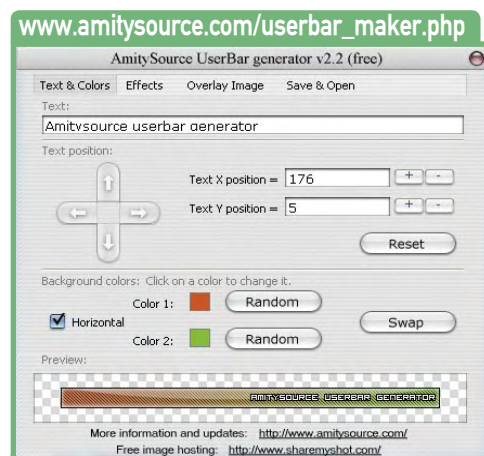 www.amitysource.com/userbar_maker.php
AmitySource UserBar generator v2.2 (free)
Text & Colors Effects Overlay Image Save & Open
Text:
Amitysource userbar generator
Text position:
Text X position = 176 + -
Text Y position = 5 + -
Reset
Background colors: Click on a color to change it.
Color 1: Random
Horizontal Swap
Color 2: Random
Preview:
AMITYSOURCE USERBAR GENERATOR
More information and updates: http://www.amitysource.com/
Free image hosting: http://www.sharemyshot.com/